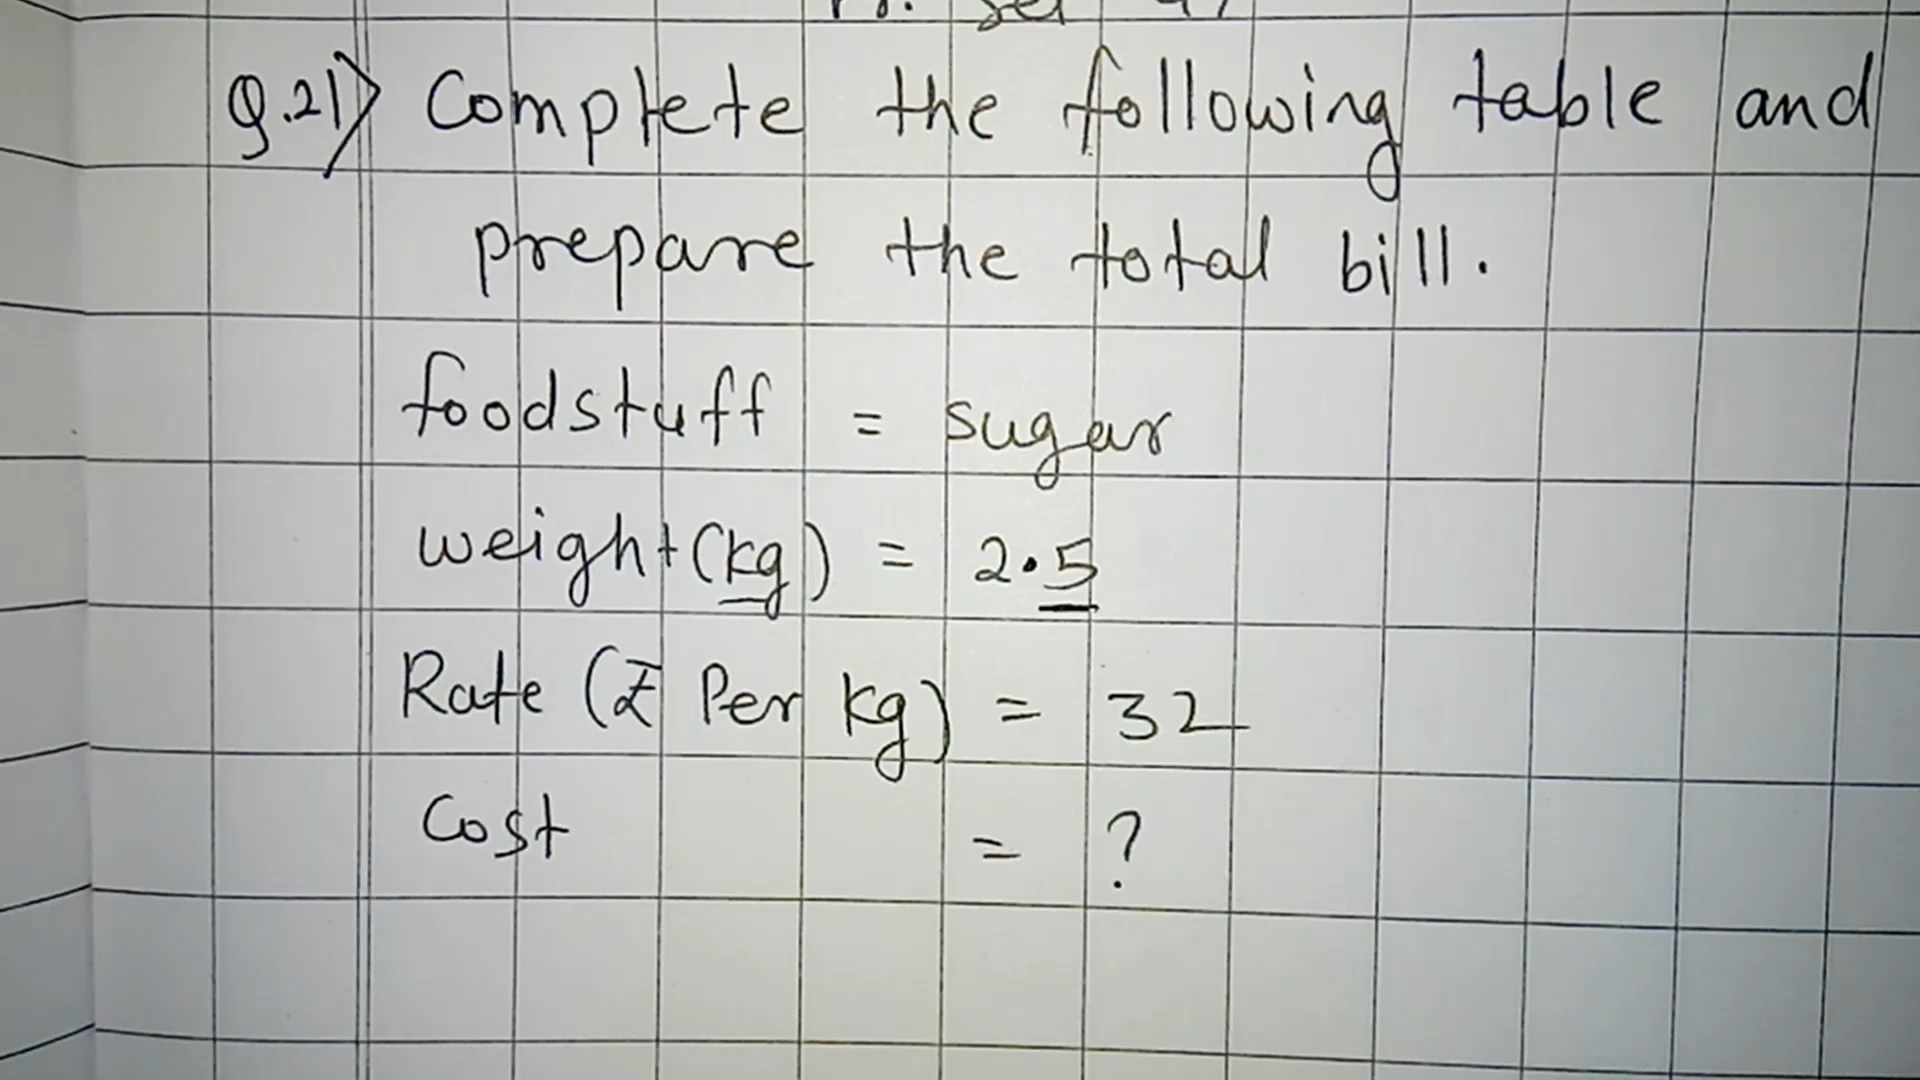 Q.21) Complete the following table and
prepare the total bill.
foodstuff = sugar
weight(kg) = 2.5
Rate (₹ Per kg) = 32
Cost = ?